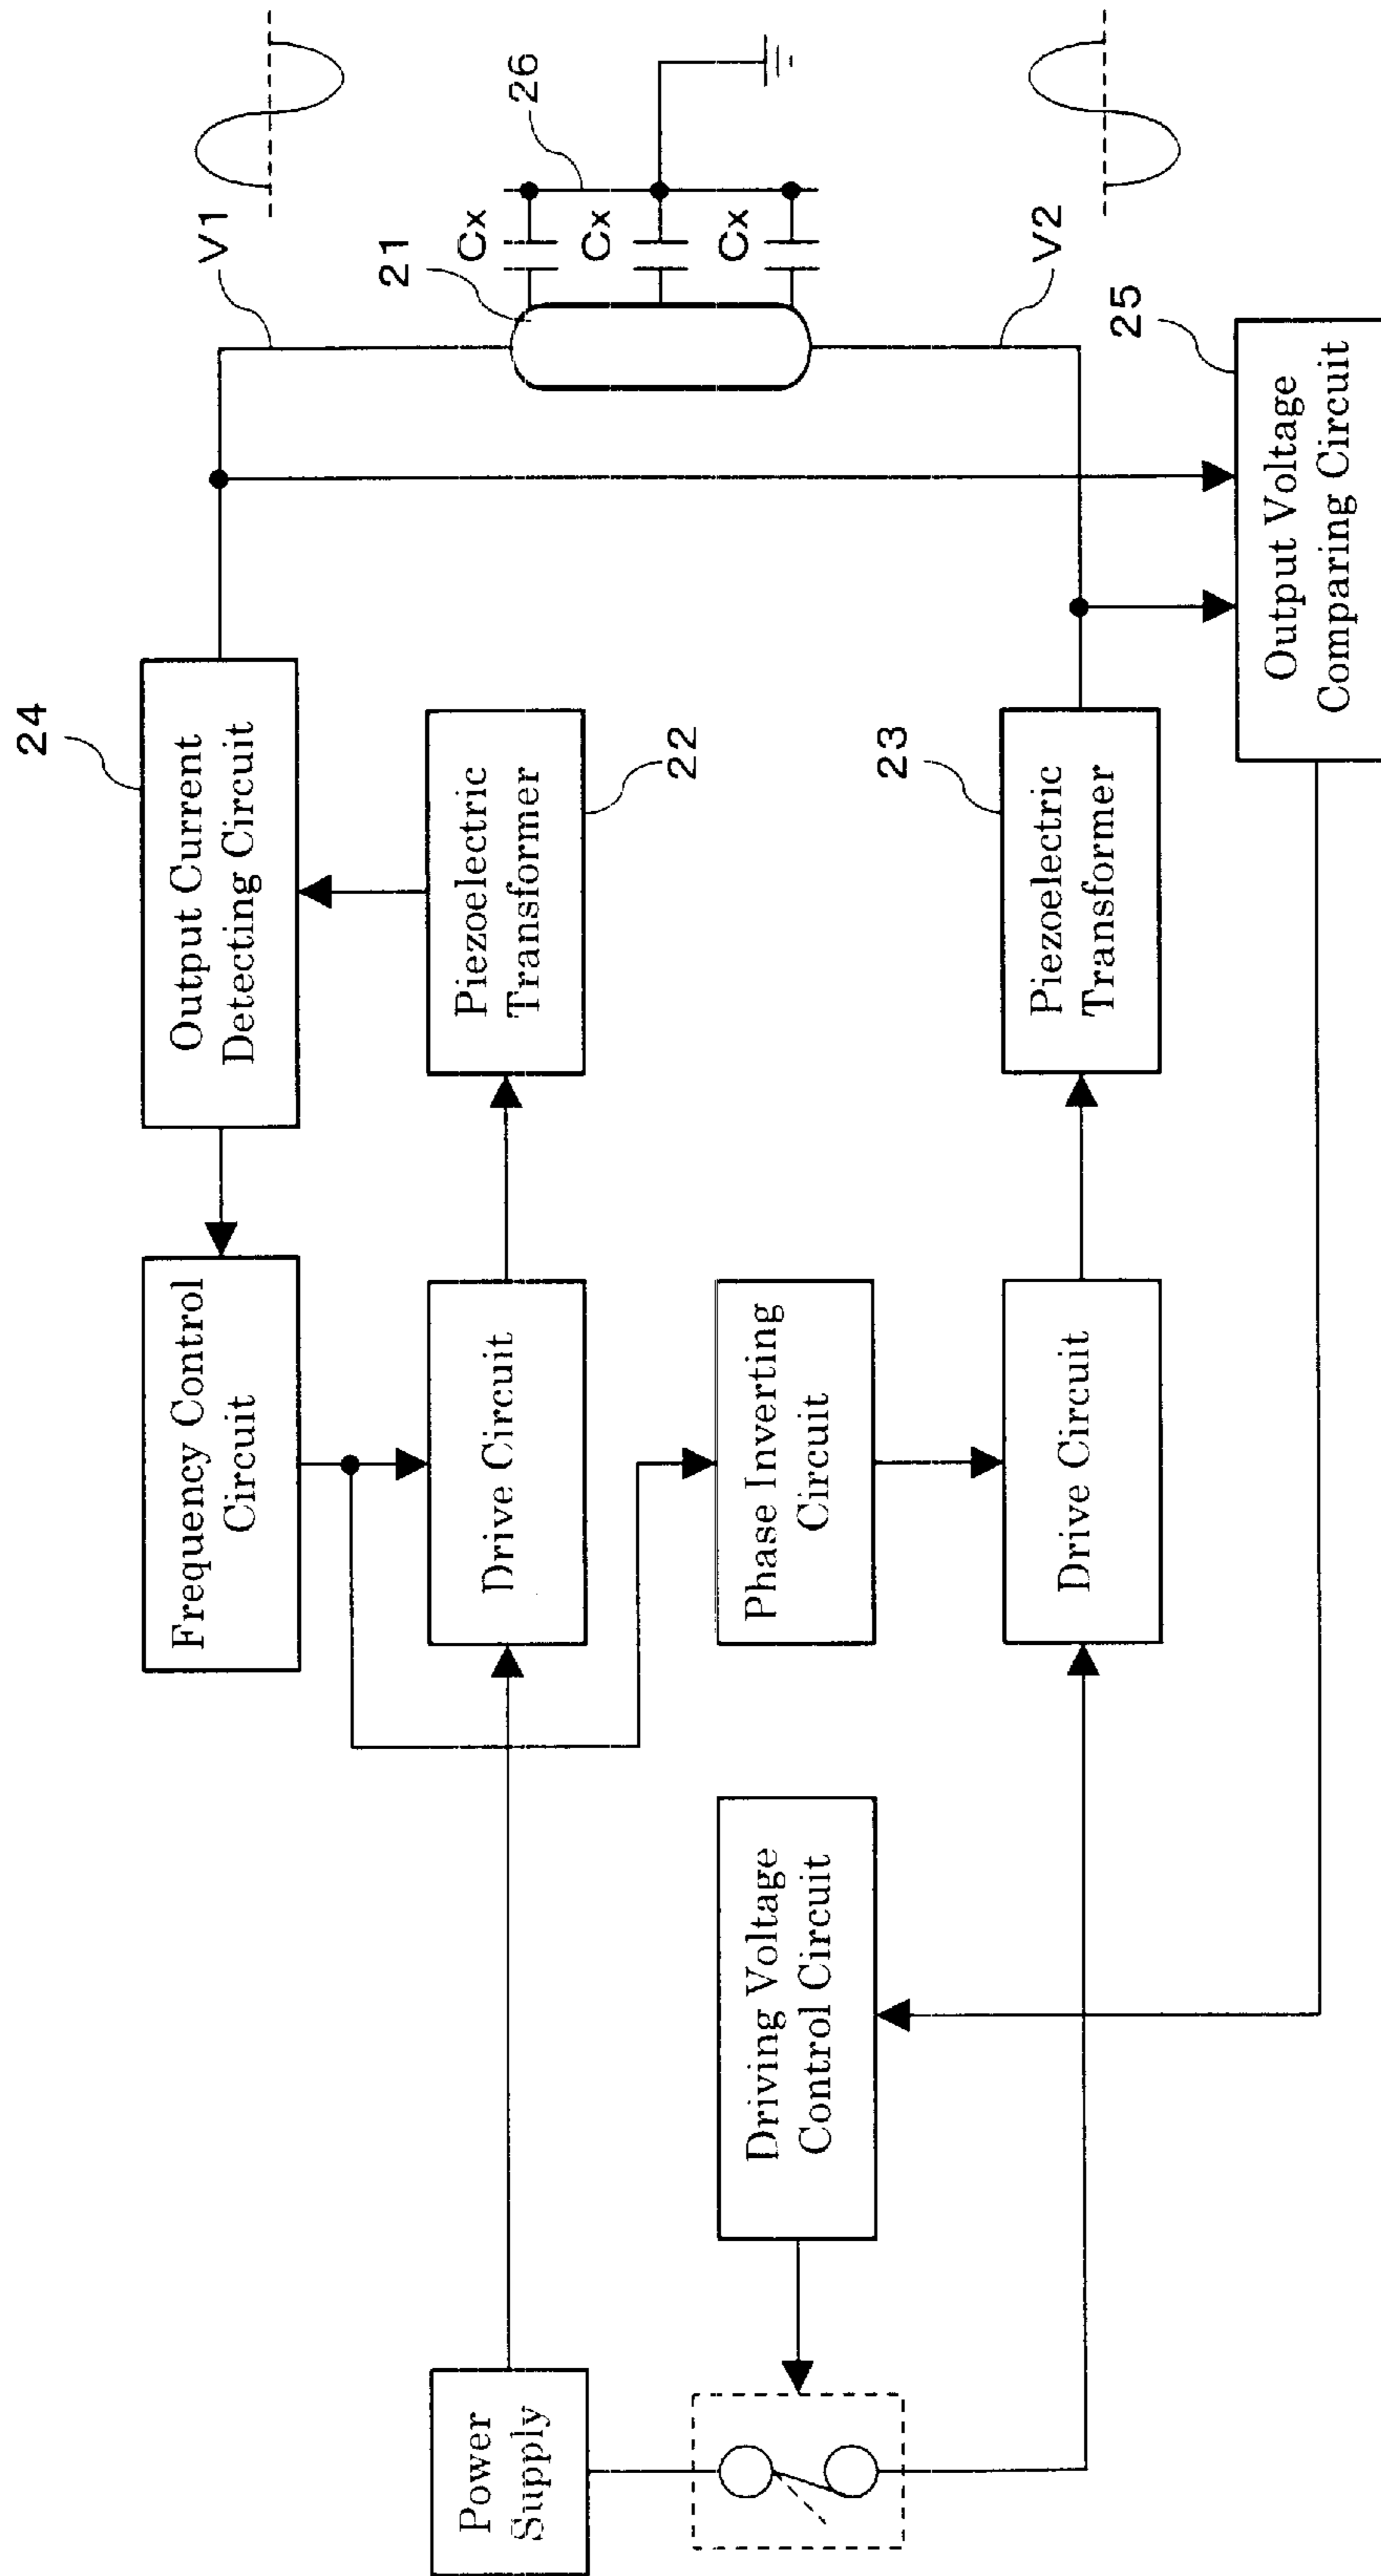 24
Output Current
Detecting Circuit
Frequency Control
Circuit
V1
21
Cx
Cx
Cx
26
Power
Supply
Drive Circuit
Piezoelectric
Transformer
22
Phase Inverting
Circuit
Driving Voltage
Control Circuit
Drive Circuit
Piezoelectric
Transformer
23
V2
25
Output Voltage
Comparing Circuit